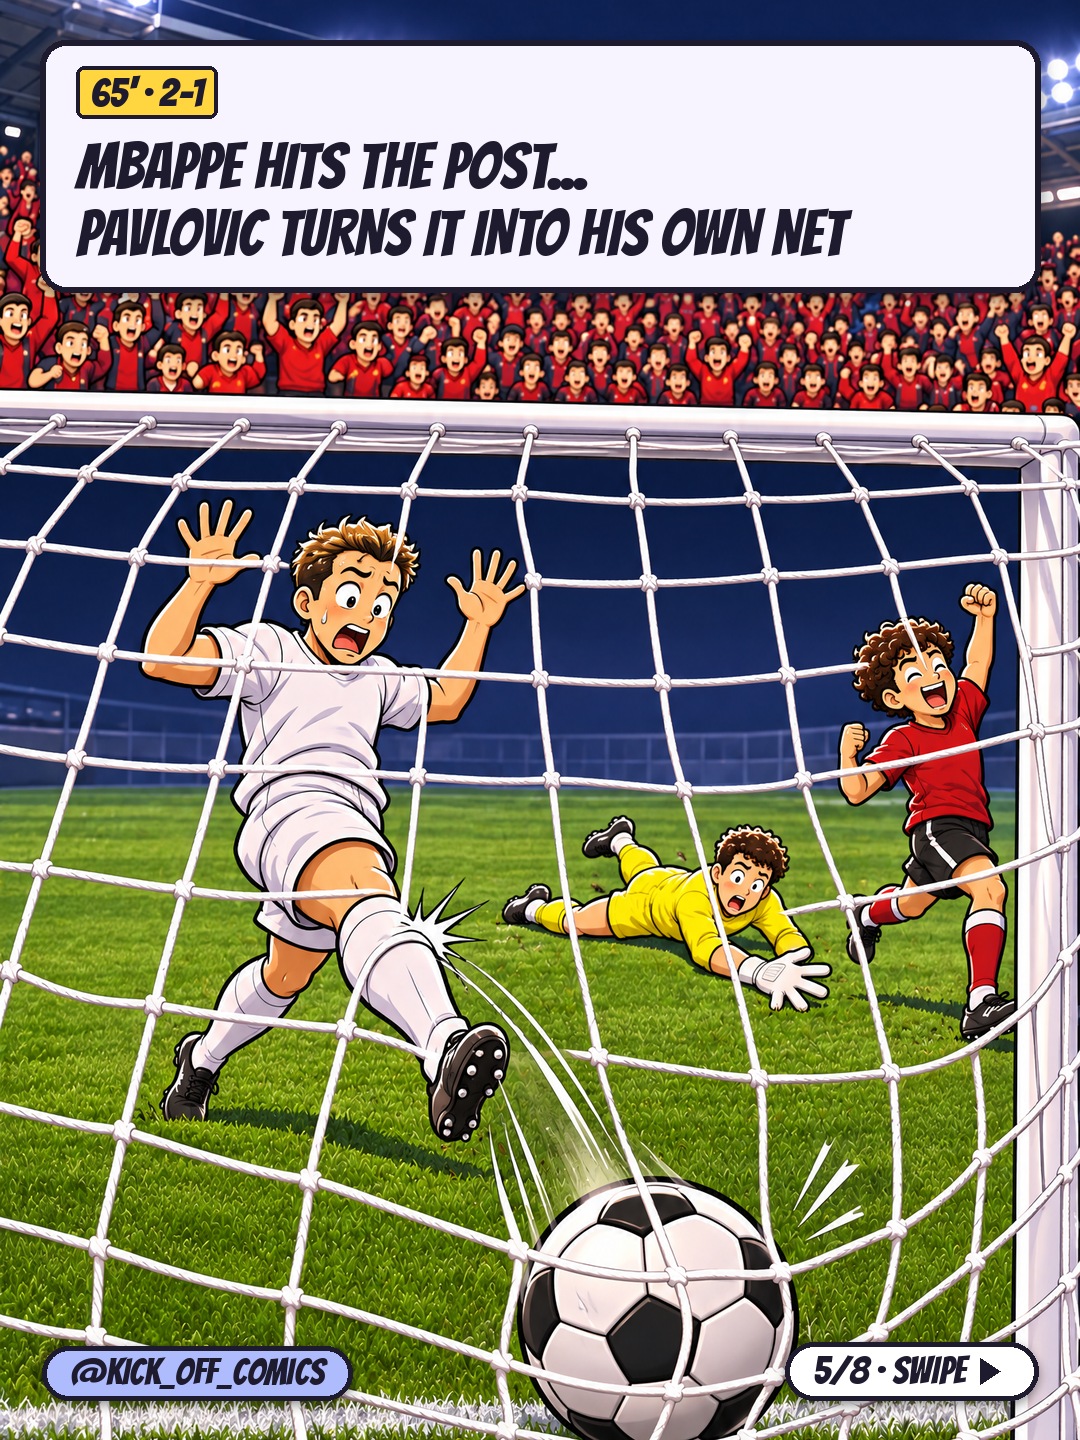 65' • 2-1
MBAPPE HITS THE POST...
PAVLOVIC TURNS IT INTO HIS OWN NET
@KICK_OFF_COMICS
5/8 • SWIPE ▶